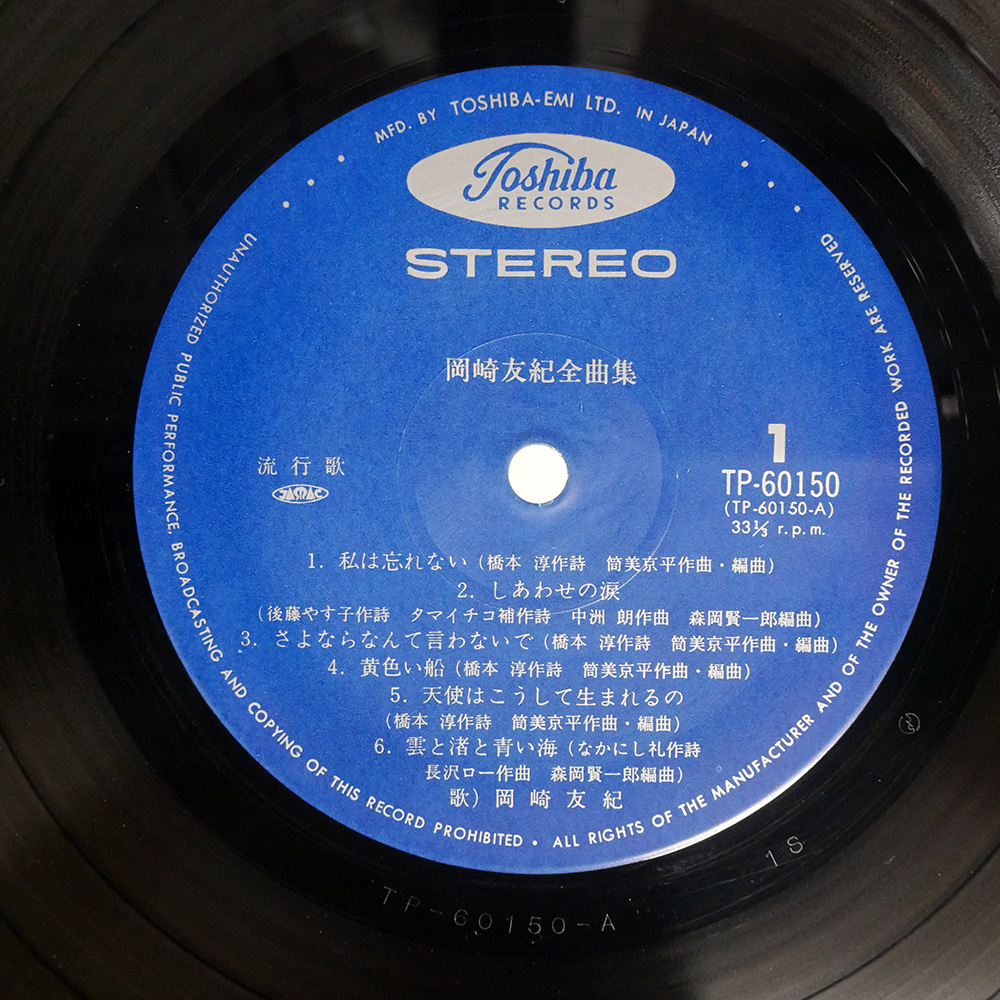 MFD. BY TOSHIBA-EMI LTD. IN JAPAN
Toshiba
RECORDS
STEREO
岡崎友紀全曲集
流行歌
JASRAC
1
TP-60150
(TP-60150-A)
33⅓ r.p.m.
1. 私は忘れない (橋本 淳作詩 筒美京平作曲・編曲)
2. しあわせの涙
(後藤やす子作詩 タマイチコ補作詩 中洲 朗作曲 森岡賢一郎編曲)
3. さよならなんて言わないで (橋本 淳作詩 筒美京平作曲・編曲)
4. 黄色い船 (橋本 淳作詩 筒美京平作曲・編曲)
5. 天使はこうして生まれるの
(橋本 淳作詩 筒美京平作曲・編曲)
6. 雲と渚と青い海 (なかにし礼作詩
長沢ロー作曲 森岡賢一郎編曲)
歌) 岡崎友紀
UNAUTHORIZED PUBLIC PERFORMANCE, BROADCASTING AND COPYING OF THIS RECORD PROHIBITED • ALL RIGHTS OF THE MANUFACTURER AND OF THE OWNER OF THE RECORDED WORK ARE RESERVED
TP-60150-A
1S